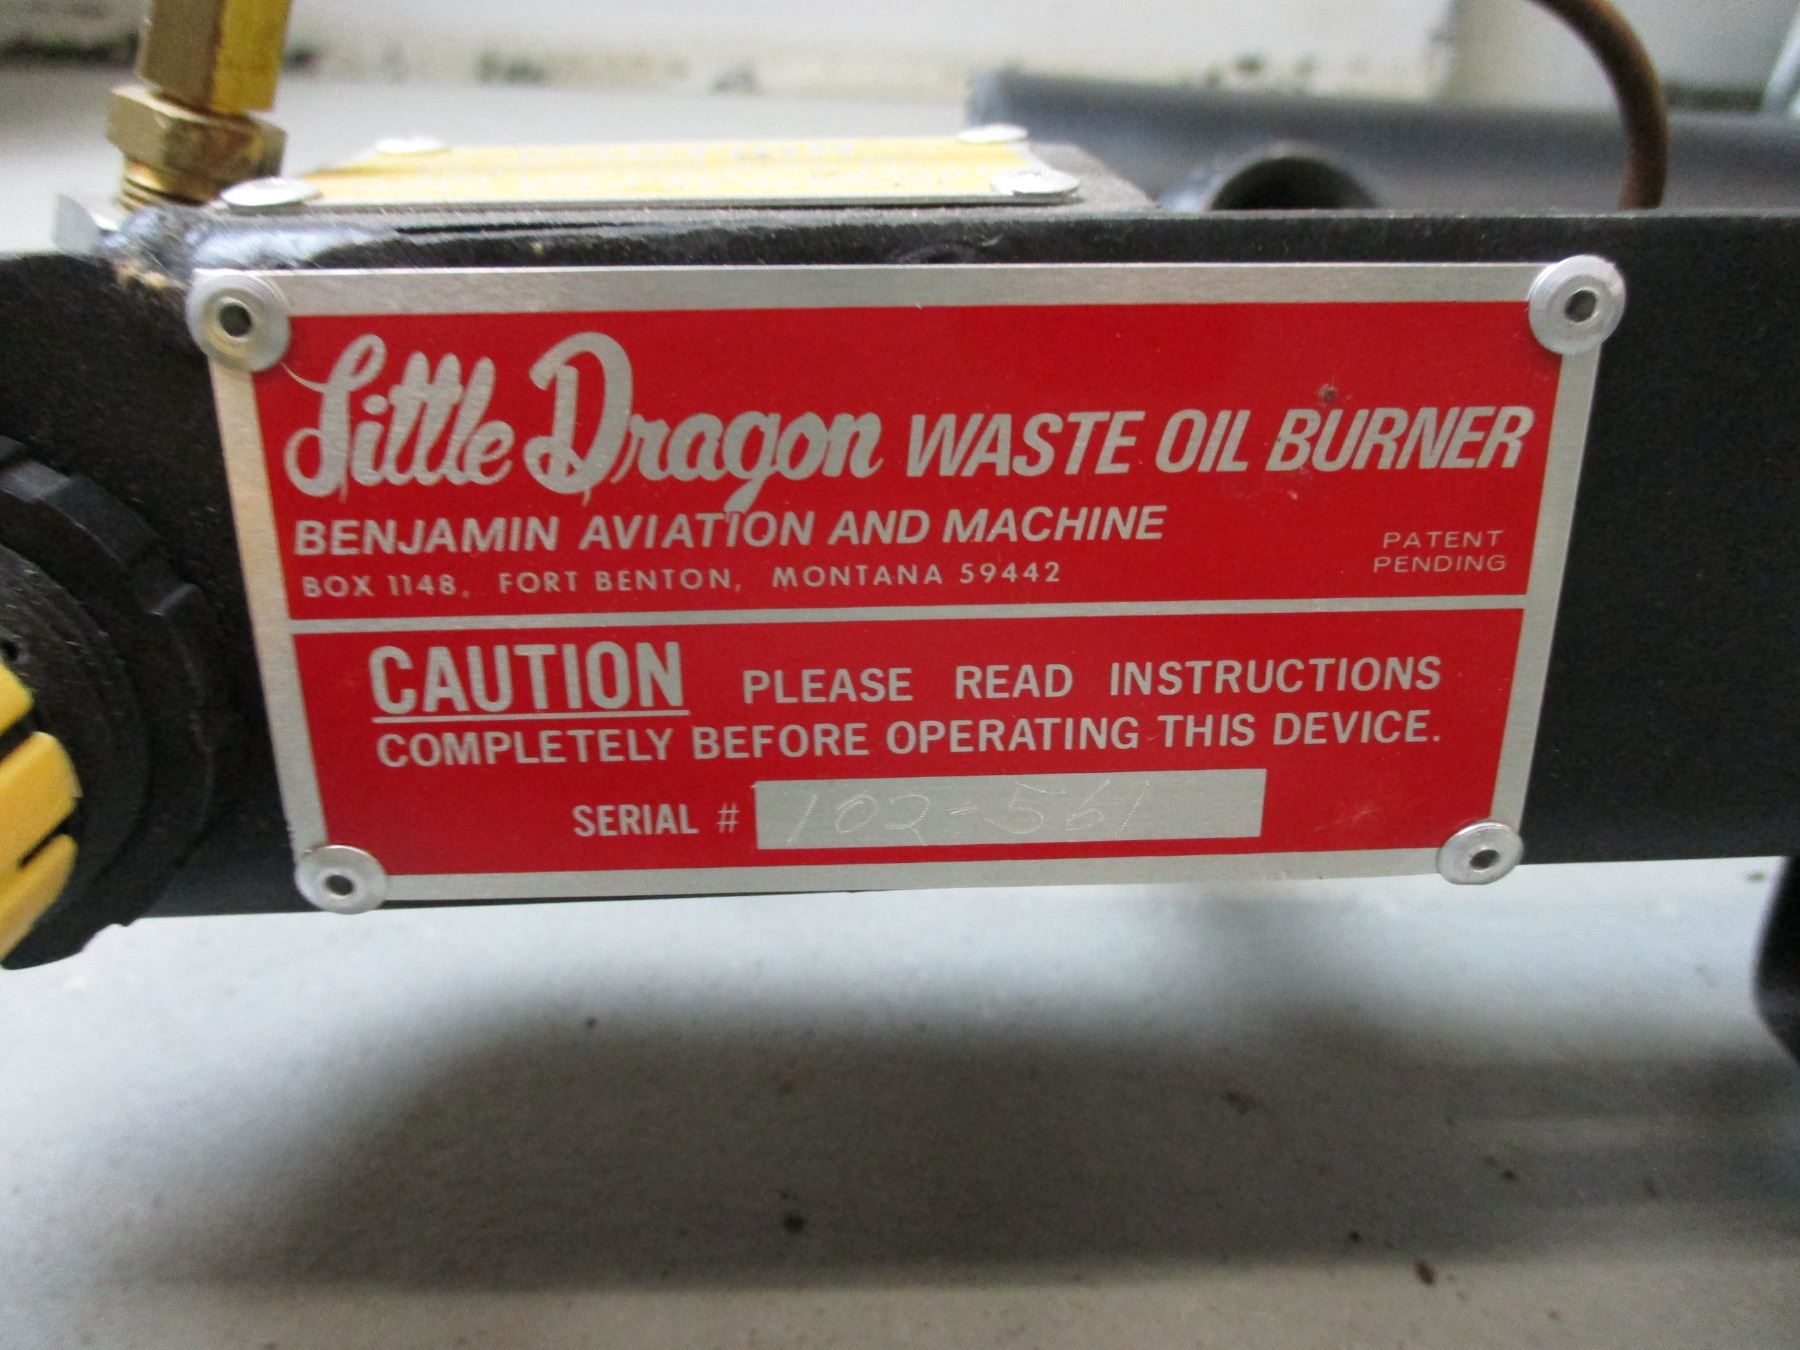 Little Dragon WASTE OIL BURNER
BENJAMIN AVIATION AND MACHINE
BOX 1148, FORT BENTON, MONTANA 59442
PATENT
PENDING
CAUTION PLEASE READ INSTRUCTIONS
COMPLETELY BEFORE OPERATING THIS DEVICE.
SERIAL # 102-561